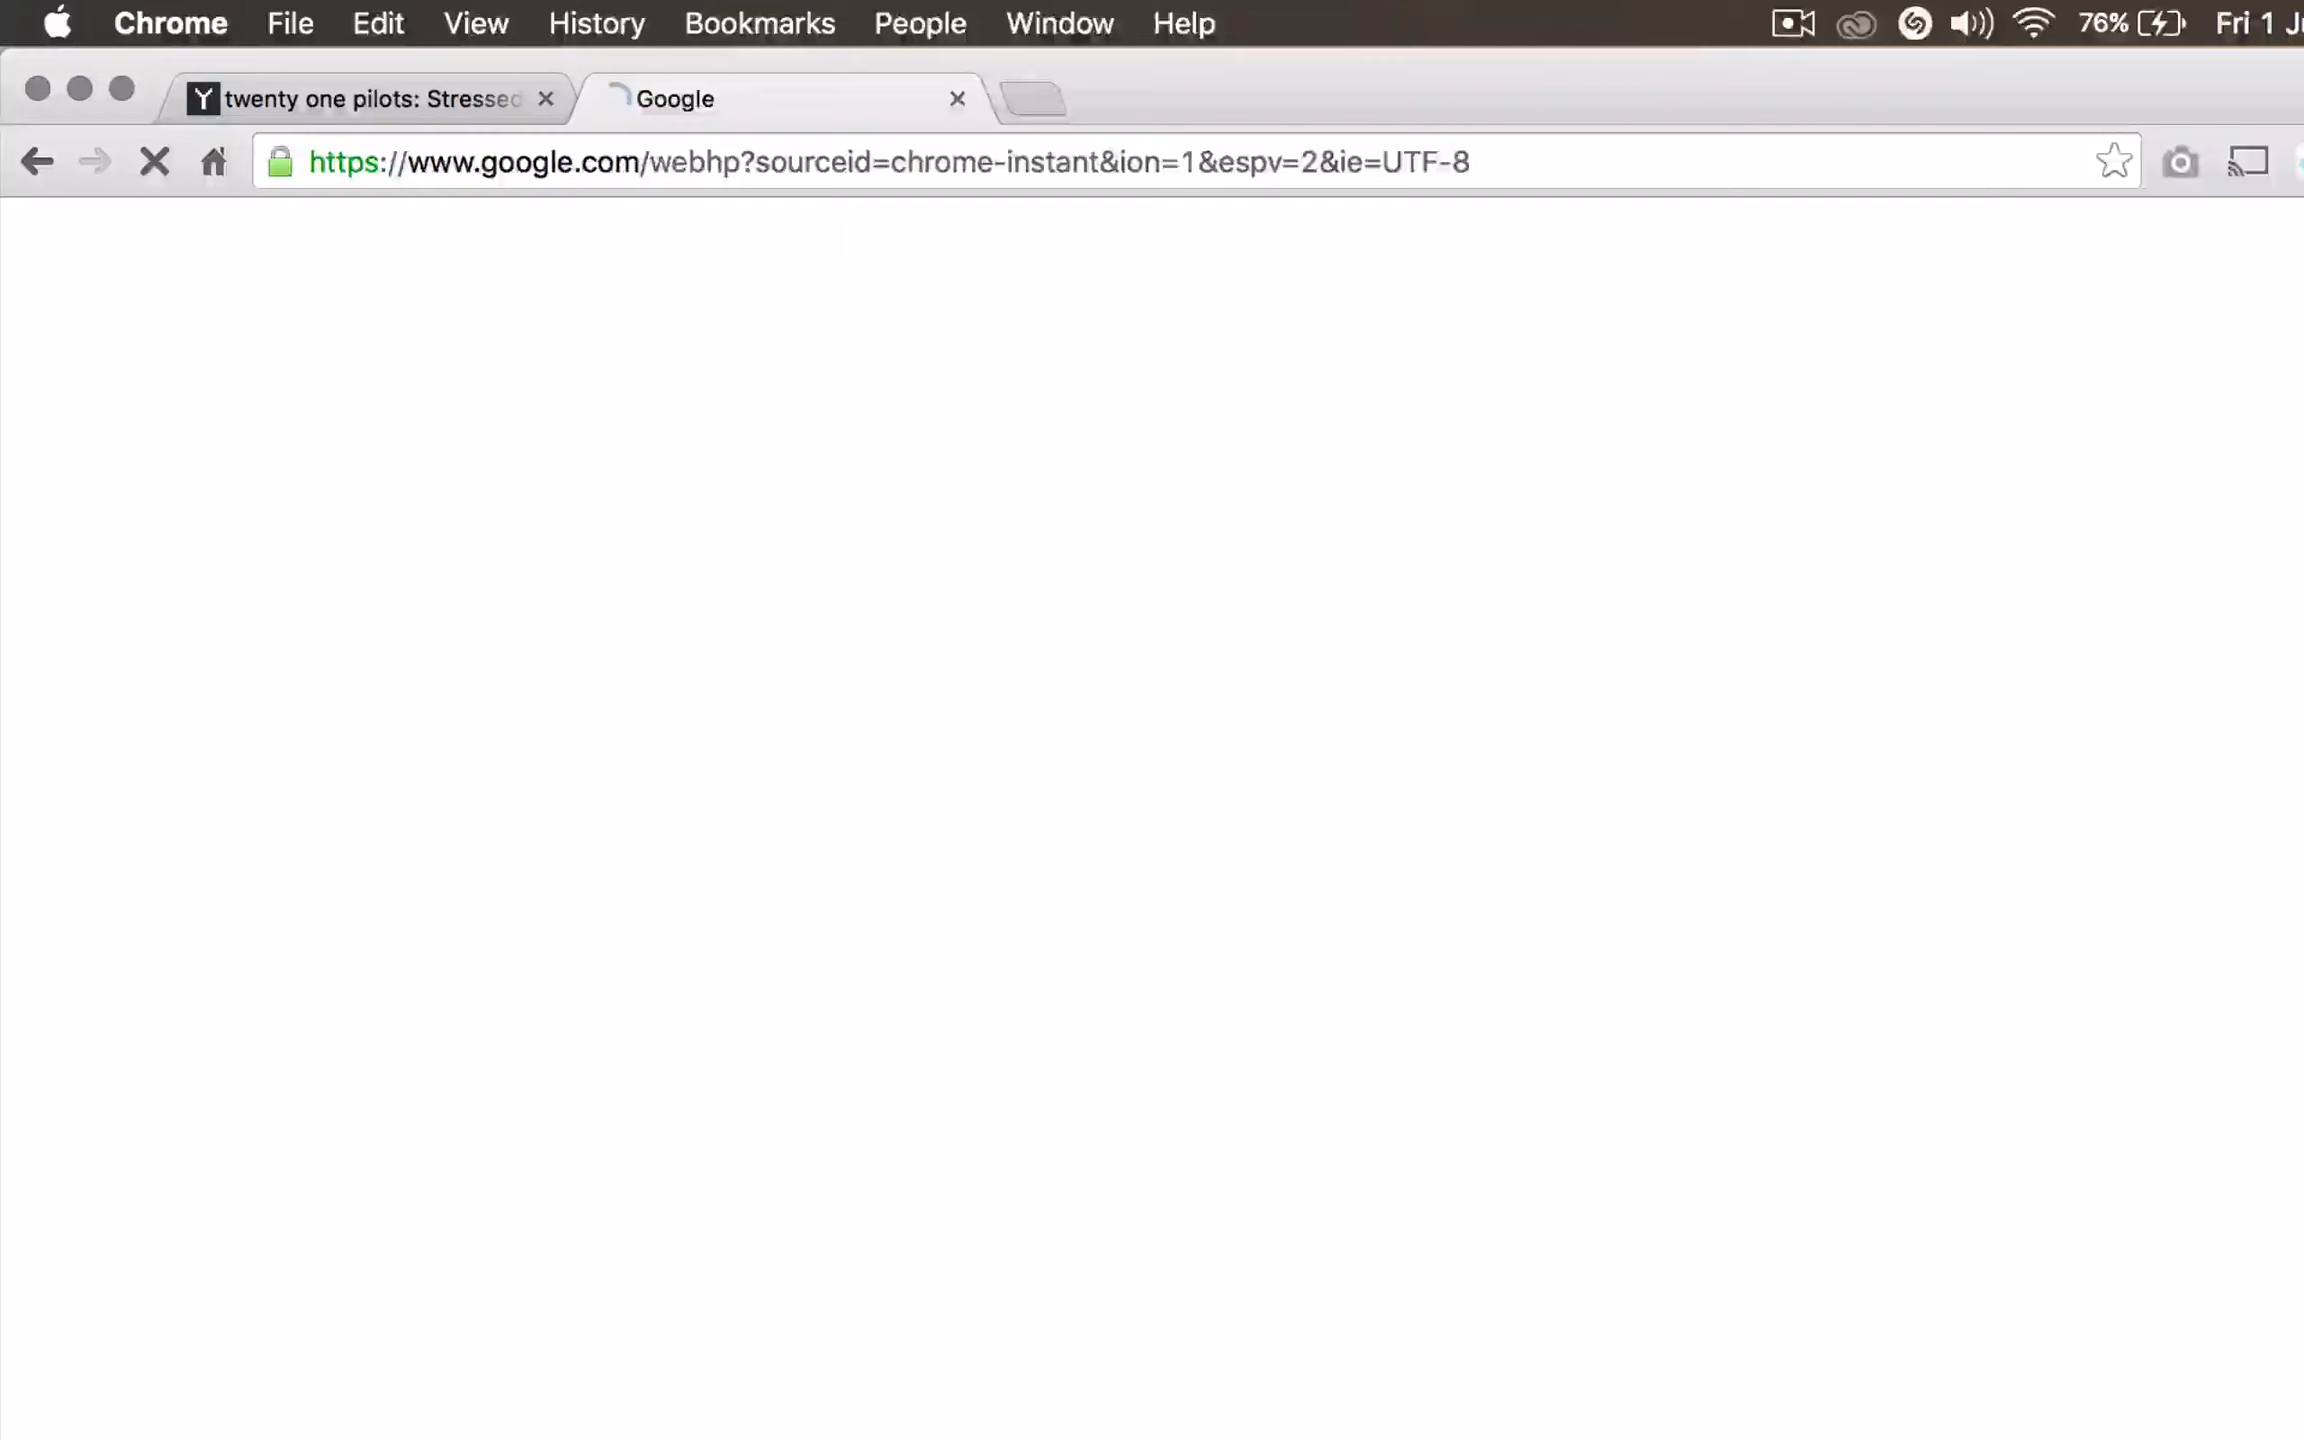 Chrome File Edit View History Bookmarks People Window Help 76% Fri 1
twenty one pilots: Stressed Google
https://www.google.com/webhp?sourceid=chrome-instant&ion=1&espv=2&ie=UTF-8